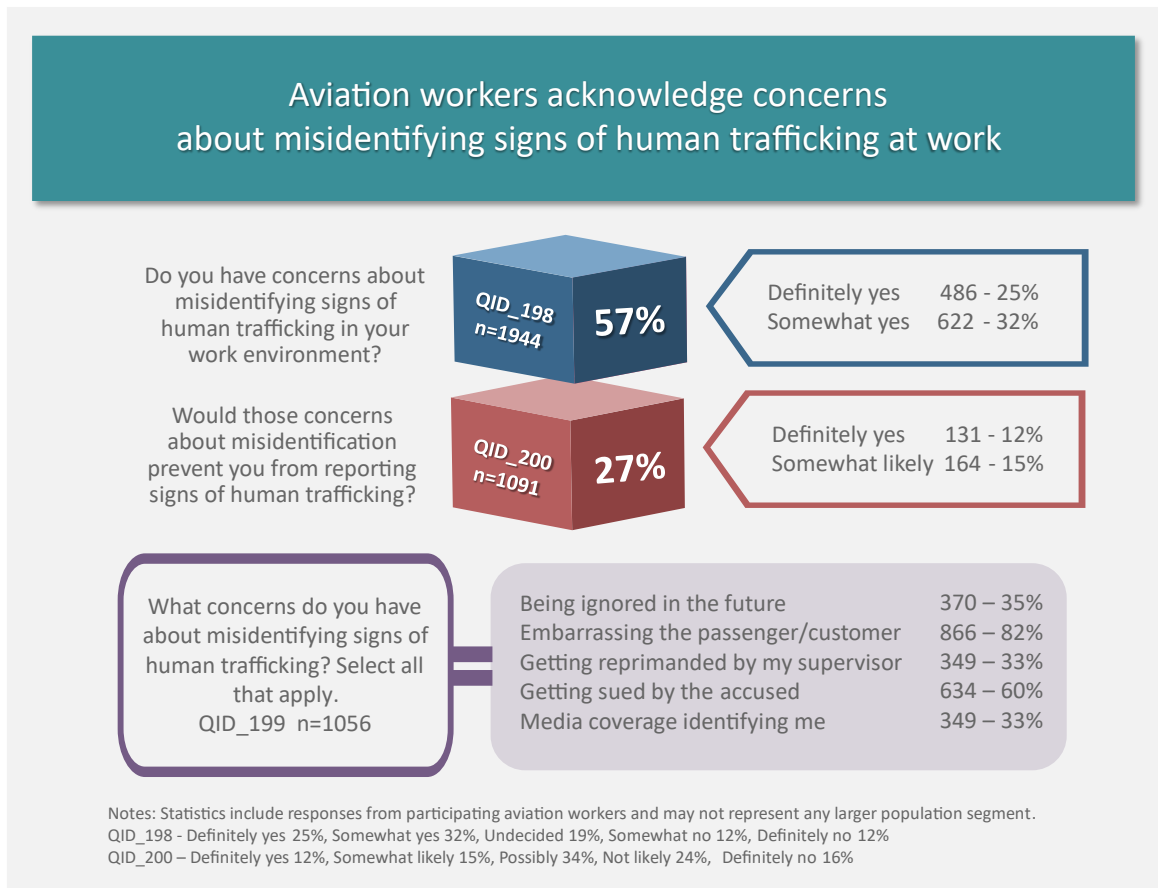 Aviation workers acknowledge concerns
about misidentifying signs of human trafficking at work
Do you have concerns about
misidentifying signs of
human trafficking in your
work environment?
QID_198
n=1944
57%
Definitely yes 486 - 25%
Somewhat yes 622 - 32%
Would those concerns
about misidentification
prevent you from reporting
signs of human trafficking?
QID_200
n=1091
27%
Definitely yes 131 - 12%
Somewhat likely 164 - 15%
What concerns do you have
about misidentifying signs of
human trafficking? Select all
that apply.
QID_199 n=1056
Being ignored in the future 370 – 35%
Embarrassing the passenger/customer 866 – 82%
Getting reprimanded by my supervisor 349 – 33%
Getting sued by the accused 634 – 60%
Media coverage identifying me 349 – 33%
Notes: Statistics include responses from participating aviation workers and may not represent any larger population segment.
QID_198 - Definitely yes 25%, Somewhat yes 32%, Undecided 19%, Somewhat no 12%, Definitely no 12%
QID_200 – Definitely yes 12%, Somewhat likely 15%, Possibly 34%, Not likely 24%, Definitely no 16%